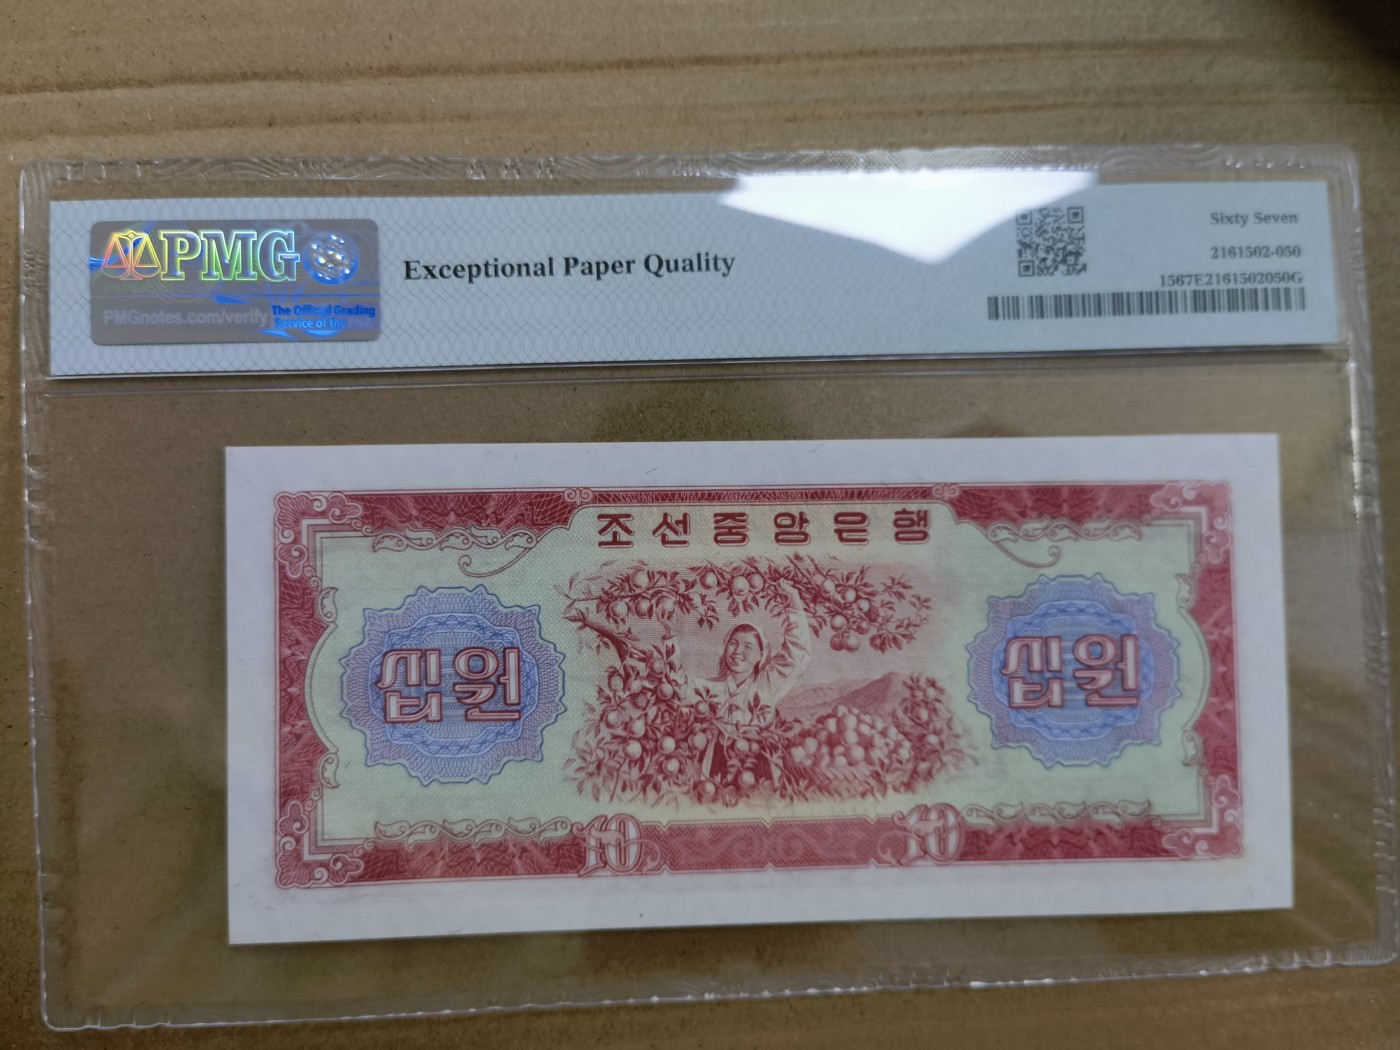 PMG
PMGnotes.com/verify
The Official Grading
Service of the
Exceptional Paper Quality
Sixty Seven
2161502-050
1567E2161502050G
조선중앙은행
십원
십원
10
10